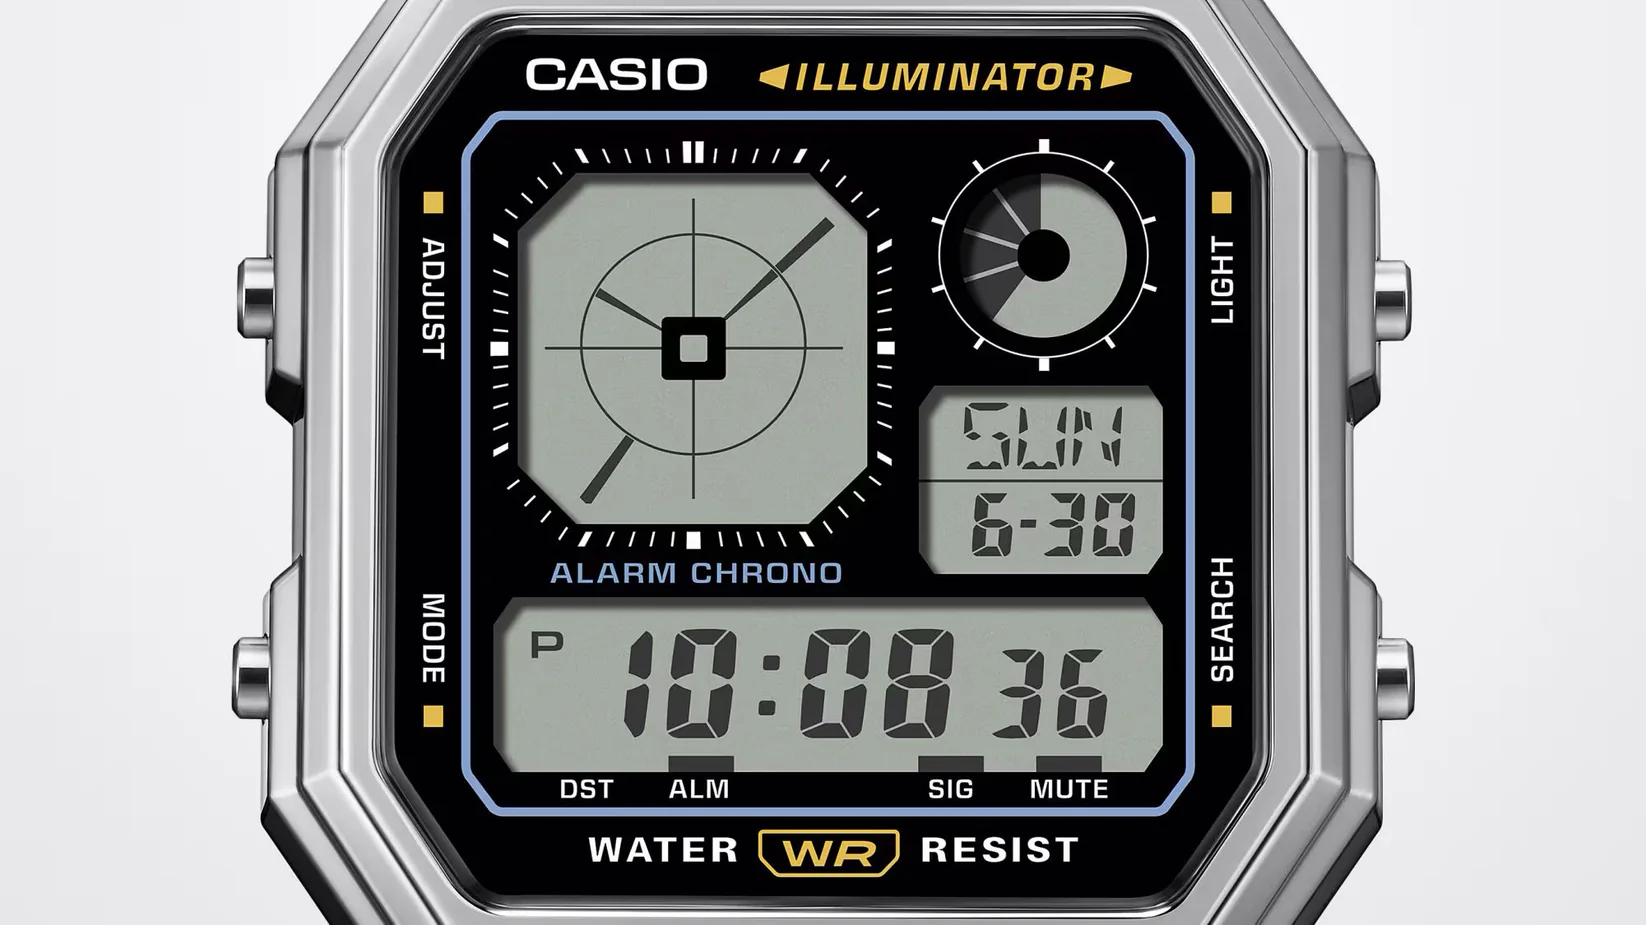 CASIO ILLUMINATOR
ADJUST
LIGHT
SUN
6-30
ALARM CHRONO
MODE
SEARCH
P 10:08 36
DST ALM SIG MUTE
WATER WR RESIST